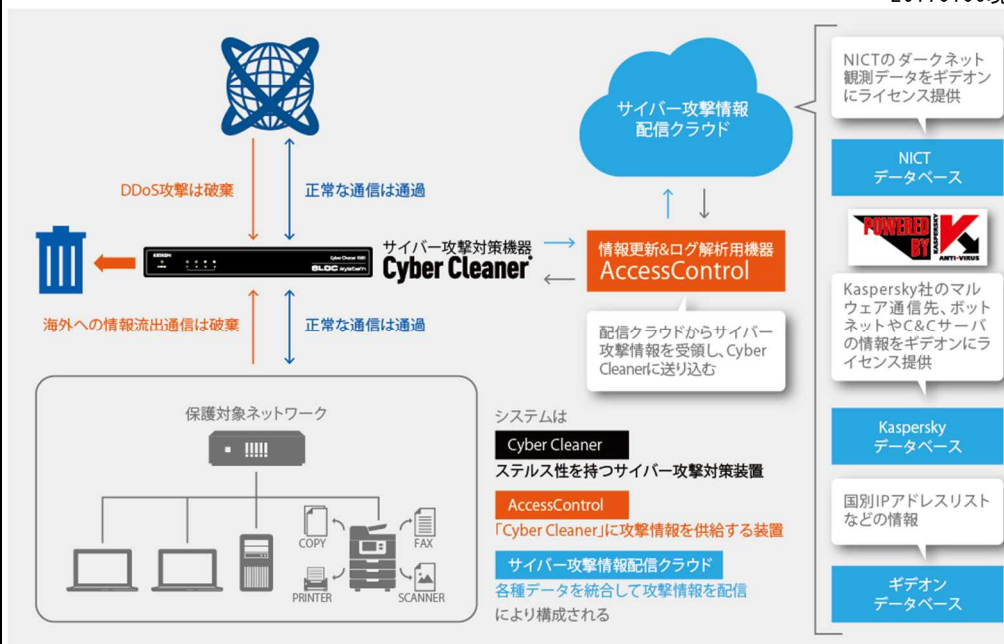 サイバー攻撃情報
配信クラウド
NICTのダークネット
観測データをギデオン
にライセンス提供
NICT
データベース
DDoS攻撃は破棄
正常な通信は通過
サイバー攻撃対策機器
Cyber Cleaner
情報更新&ログ解析用機器
AccessControl
POWERED
BY
KASPERSKY
ANTI-VIRUS
Kaspersky社のマル
ウェア通信先、ボット
ネットやC&Cサーバ
の情報をギデオンにラ
イセンス提供
海外への情報流出通信は破棄
正常な通信は通過
配信クラウドからサイバー
攻撃情報を受領し、Cyber
Cleanerに送り込む
保護対象ネットワーク
COPY
FAX
PRINTER
SCANNER
システムは
Cyber Cleaner
ステルス性を持つサイバー攻撃対策装置
AccessControl
「Cyber Cleaner」に攻撃情報を供給する装置
サイバー攻撃情報配信クラウド
各種データを統合して攻撃情報を配信
により構成される
Kaspersky
データベース
国別IPアドレスリスト
などの情報
ギデオン
データベース